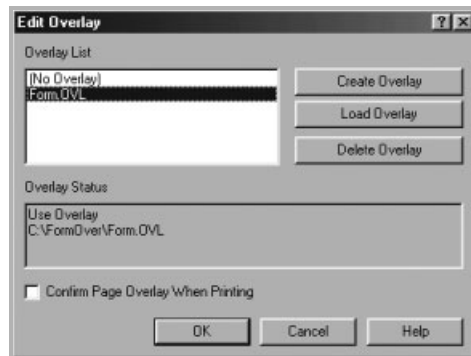 Edit Overlay
Overlay List
(No Overlay)
Form.OVL
Create Overlay
Load Overlay
Delete Overlay
Overlay Status
Use Overlay
C:\FormOver\Form.OVL
Confirm Page Overlay When Printing
OK
Cancel
Help